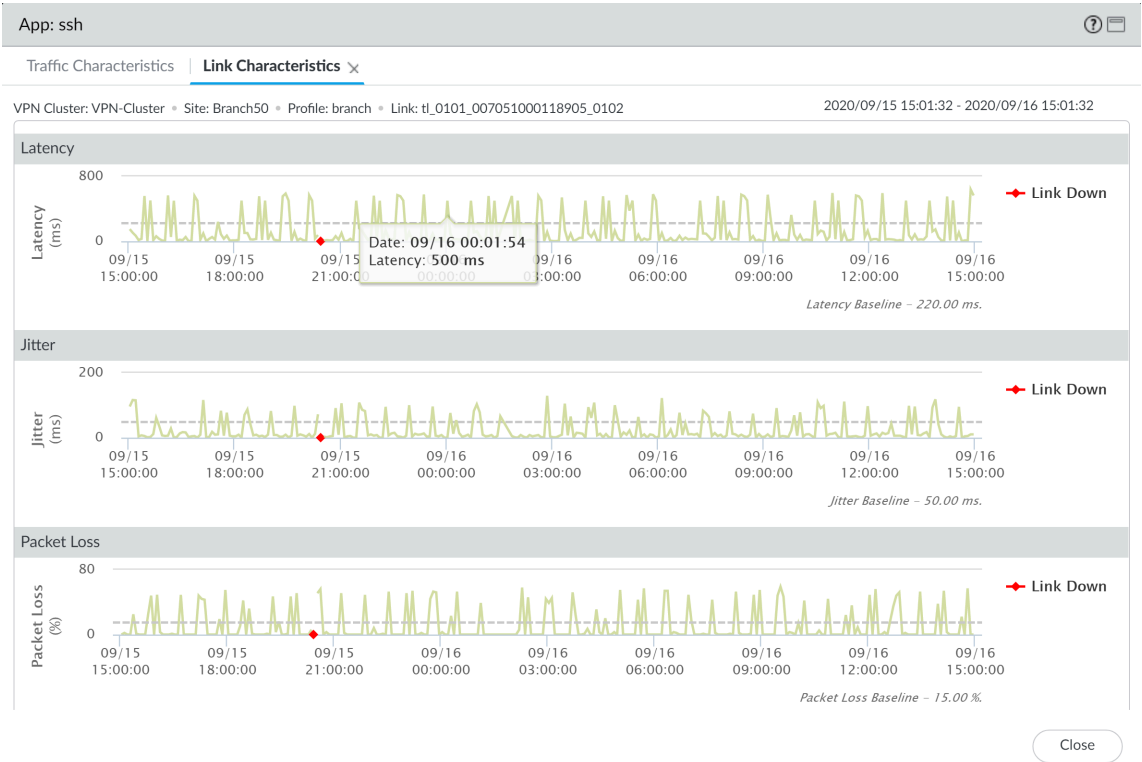 App: ssh
Traffic Characteristics | Link Characteristics ×
VPN Cluster: VPN-Cluster • Site: Branch50 • Profile: branch • Link: tl_0101_007051000118905_0102
2020/09/15 15:01:32 - 2020/09/16 15:01:32
Latency
800
0
Latency
(ms)
Link Down
Date: 09/16 00:01:54
Latency: 500 ms
09/15 09/15 09/15 09/16 09/16 09/16 09/16 09/16
15:00:00 18:00:00 21:00:00 00:00:00 03:00:00 06:00:00 09:00:00 12:00:00 15:00:00
Latency Baseline – 220.00 ms.
Jitter
200
0
Jitter
(ms)
Link Down
09/15 09/15 09/15 09/16 09/16 09/16 09/16 09/16 09/16
15:00:00 18:00:00 21:00:00 00:00:00 03:00:00 06:00:00 09:00:00 12:00:00 15:00:00
Jitter Baseline – 50.00 ms.
Packet Loss
80
0
Packet Loss
(%)
Link Down
09/15 09/15 09/15 09/16 09/16 09/16 09/16 09/16 09/16
15:00:00 18:00:00 21:00:00 00:00:00 03:00:00 06:00:00 09:00:00 12:00:00 15:00:00
Packet Loss Baseline – 15.00 %.
Close